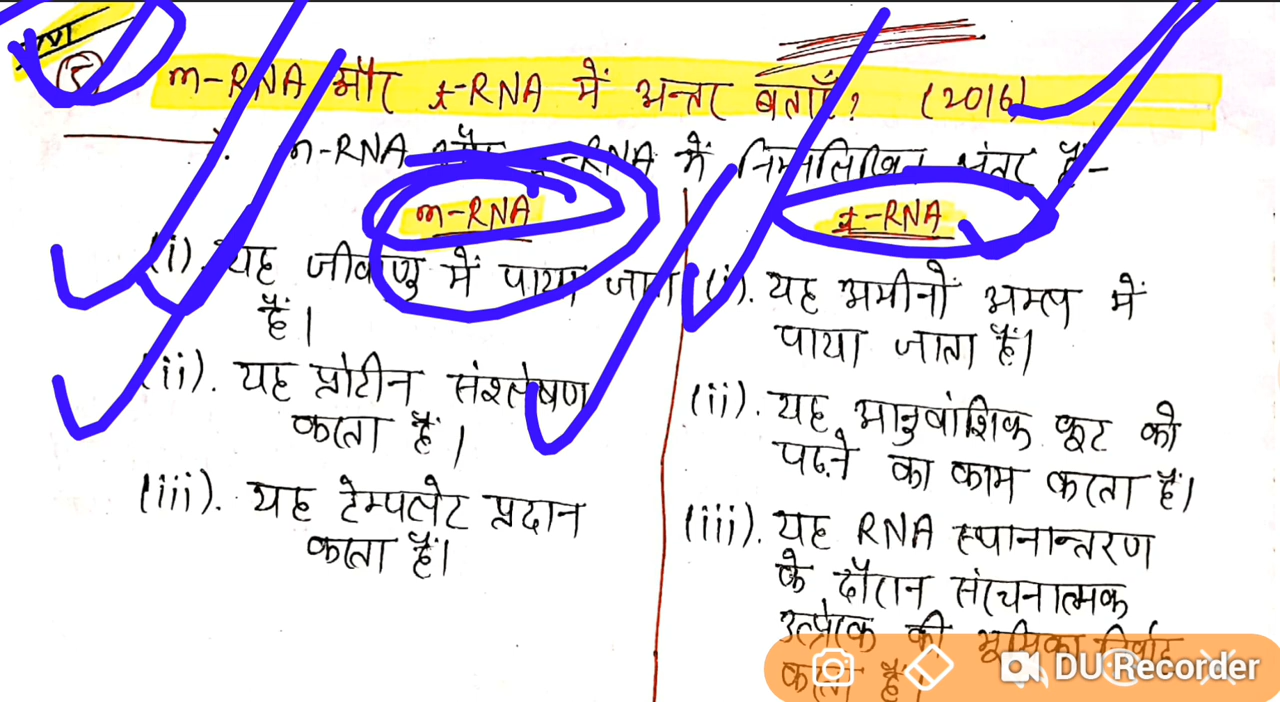 (5) m-RNA और t-RNA में अन्तर बताएँ? (2016)
m-RNA और t-RNA में निम्नलिखित अंतर हैं-
m-RNA
(i). यह जीवाणु में पाया जाता
हैं।
(ii). यह प्रोटीन संश्लेषण
करता हैं।
(iii). यह टेम्पलेट प्रदान
करता हैं।
t-RNA
(i). यह अमीनों अम्ल में
पाया जाता हैं।
(ii). यह आनुवांशिक कूट को
पढ़ने का काम करता हैं।
(iii). यह RNA स्थानान्तरण
के दौरान संरचनात्मक
उत्प्रेरक की भूमिका निर्वाह
करता हैं।
DU Recorder